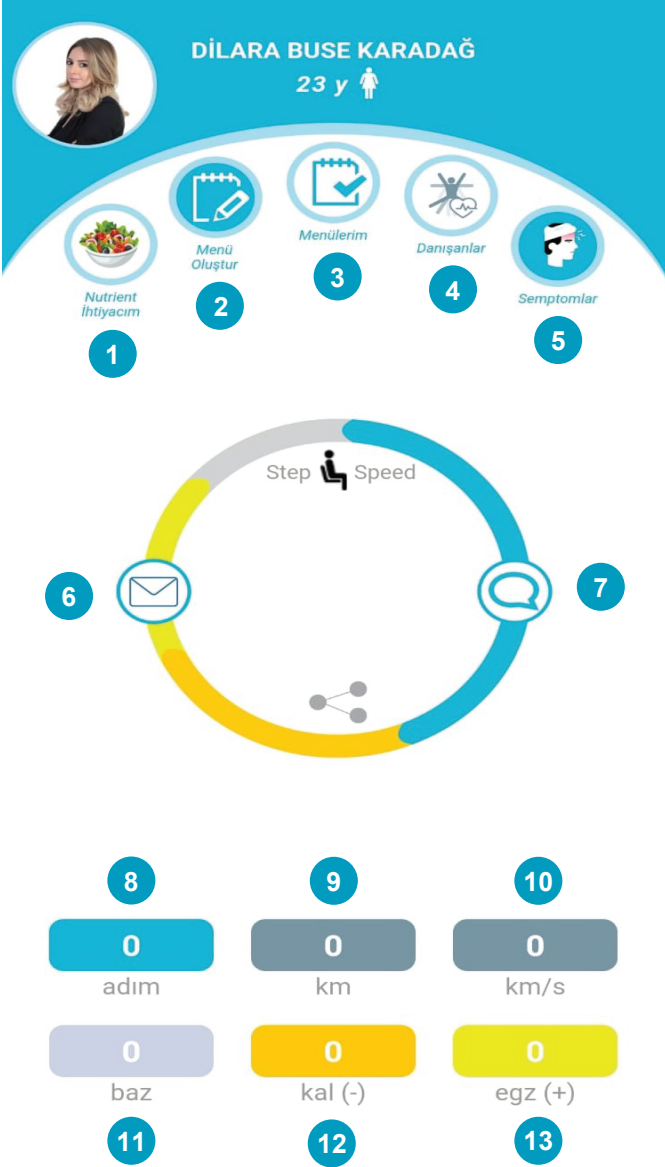 DİLARA BUSE KARADAĞ
23 y
Nutrient
İhtiyacım
Menü
Oluştur
Menülerim
Danışanlar
Semptomlar
1
2
3
4
5
Step Speed
6
7
8
9
10
0
0
0
adım
km
km/s
0
0
0
baz
kal (-)
egz (+)
11
12
13